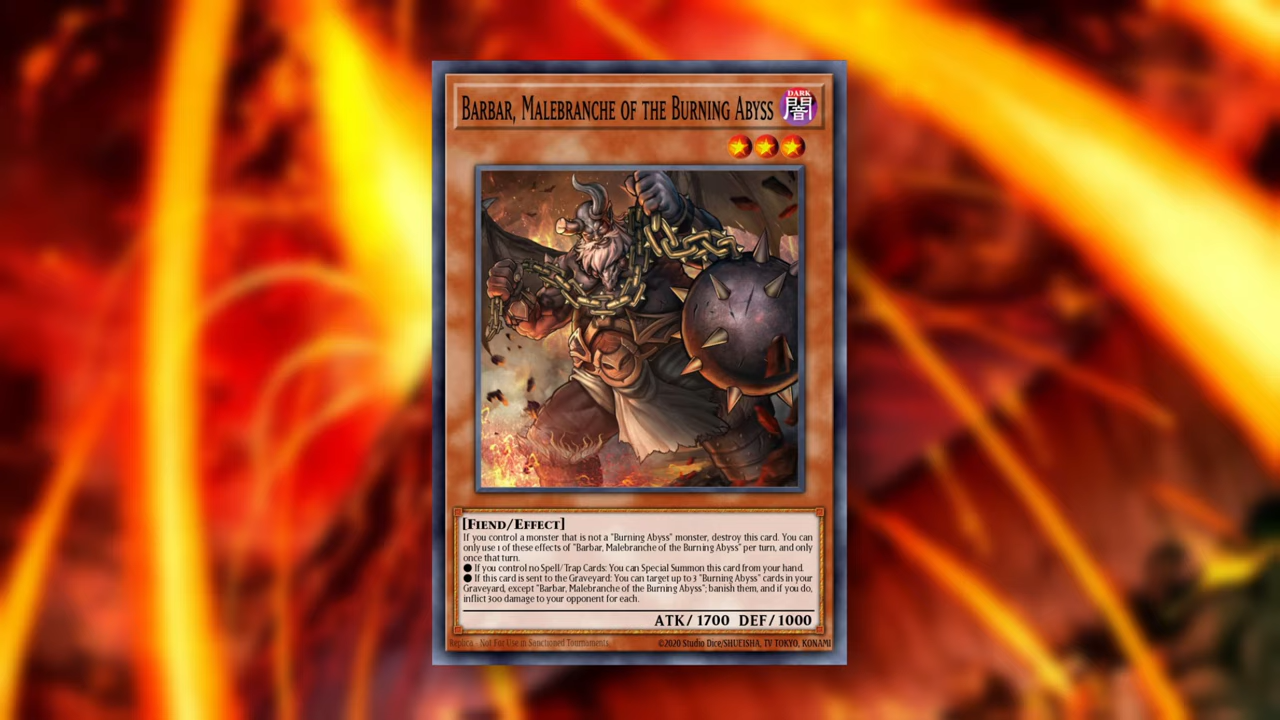 Barbar, Malebranche of the Burning Abyss
DARK
闇
[Fiend/Effect]
If you control a monster that is not a "Burning Abyss" monster, destroy this card. You can
only use 1 of these effects of "Barbar, Malebranche of the Burning Abyss" per turn, and only
once that turn.
● If you control no Spell/Trap Cards: You can Special Summon this card from your hand.
● If this card is sent to the Graveyard: You can target up to 3 "Burning Abyss" cards in your
Graveyard, except "Barbar, Malebranche of the Burning Abyss"; banish them, and if you do,
inflict 300 damage to your opponent for each.
ATK/ 1700 DEF/ 1000
Replica - Not For Use in Sanctioned Tournaments
©2020 Studio Dice/SHUEISHA, TV TOKYO, KONAMI